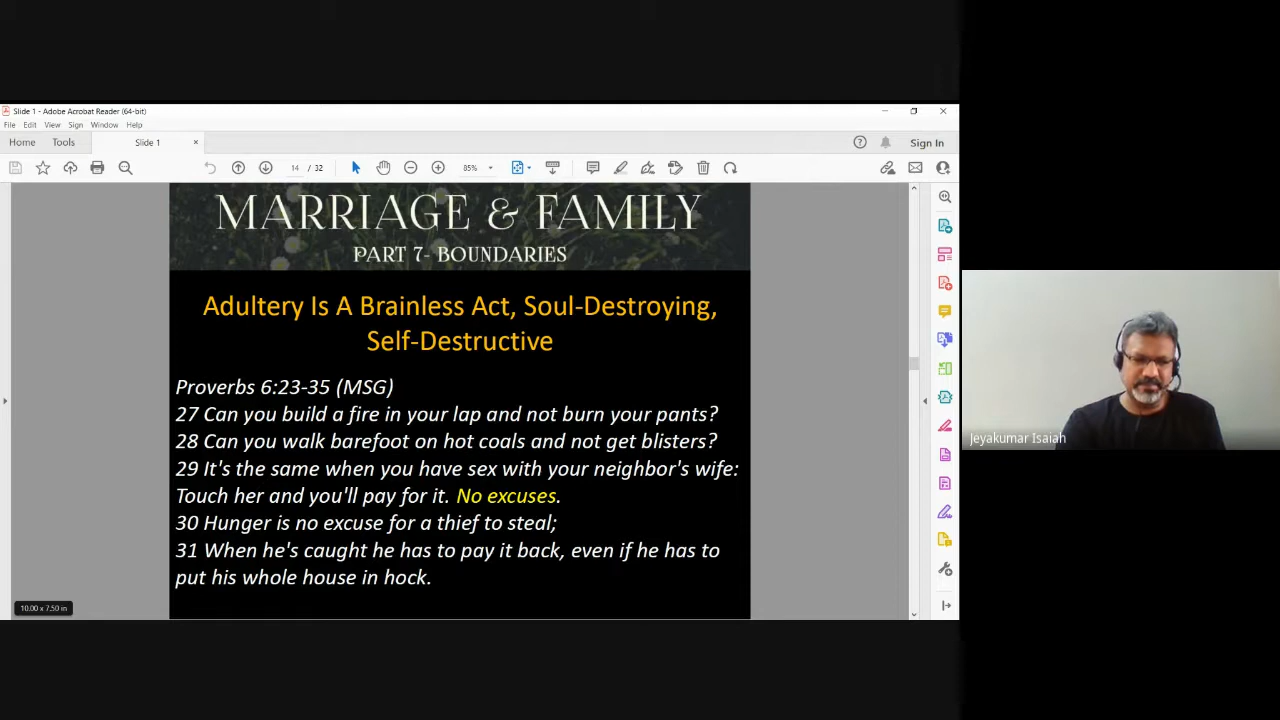 Slide 1 - Adobe Acrobat Reader (64-bit)
File Edit View Sign Window Help
Home Tools Slide 1 × Sign In
14 / 32 85%
MARRIAGE & FAMILY
PART 7- BOUNDARIES
Adultery Is A Brainless Act, Soul-Destroying,
Self-Destructive
Proverbs 6:23-35 (MSG)
27 Can you build a fire in your lap and not burn your pants?
28 Can you walk barefoot on hot coals and not get blisters?
29 It's the same when you have sex with your neighbor's wife:
Touch her and you'll pay for it. No excuses.
30 Hunger is no excuse for a thief to steal;
31 When he's caught he has to pay it back, even if he has to
put his whole house in hock.
10.00 x 7.50 in
Jeyakumar Isaiah